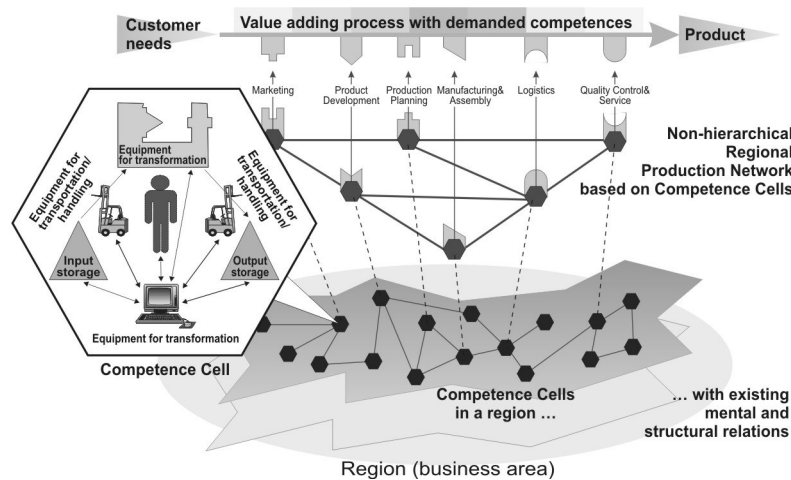 Customer
needs
Value adding process with demanded competences
Product
Marketing
Product
Development
Production
Planning
Manufacturing&
Assembly
Logistics
Quality Control&
Service
Non-hierarchical
Regional
Production Network
based on Competence Cells
Equipment
for transformation
Equipment for
transportation/
handling
Equipment for
transportation/
handling
Input
storage
Output
storage
Equipment for transformation
Competence Cell
Competence Cells
in a region ...
... with existing
mental and
structural relations
Region (business area)